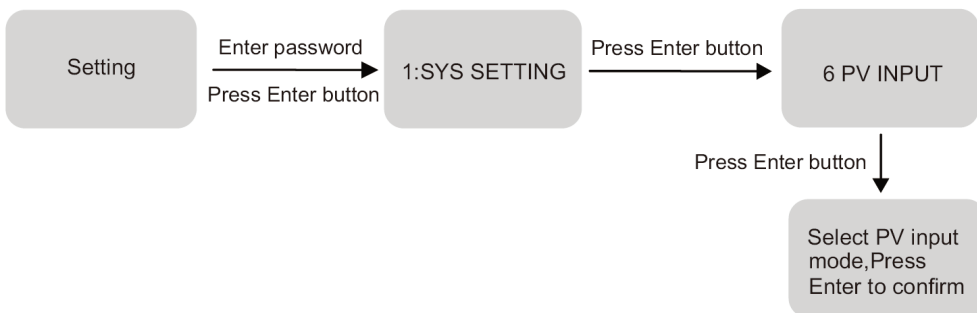 Setting
Enter password
Press Enter button
1:SYS SETTING
Press Enter button
6 PV INPUT
Press Enter button
Select PV input
mode,Press
Enter to confirm